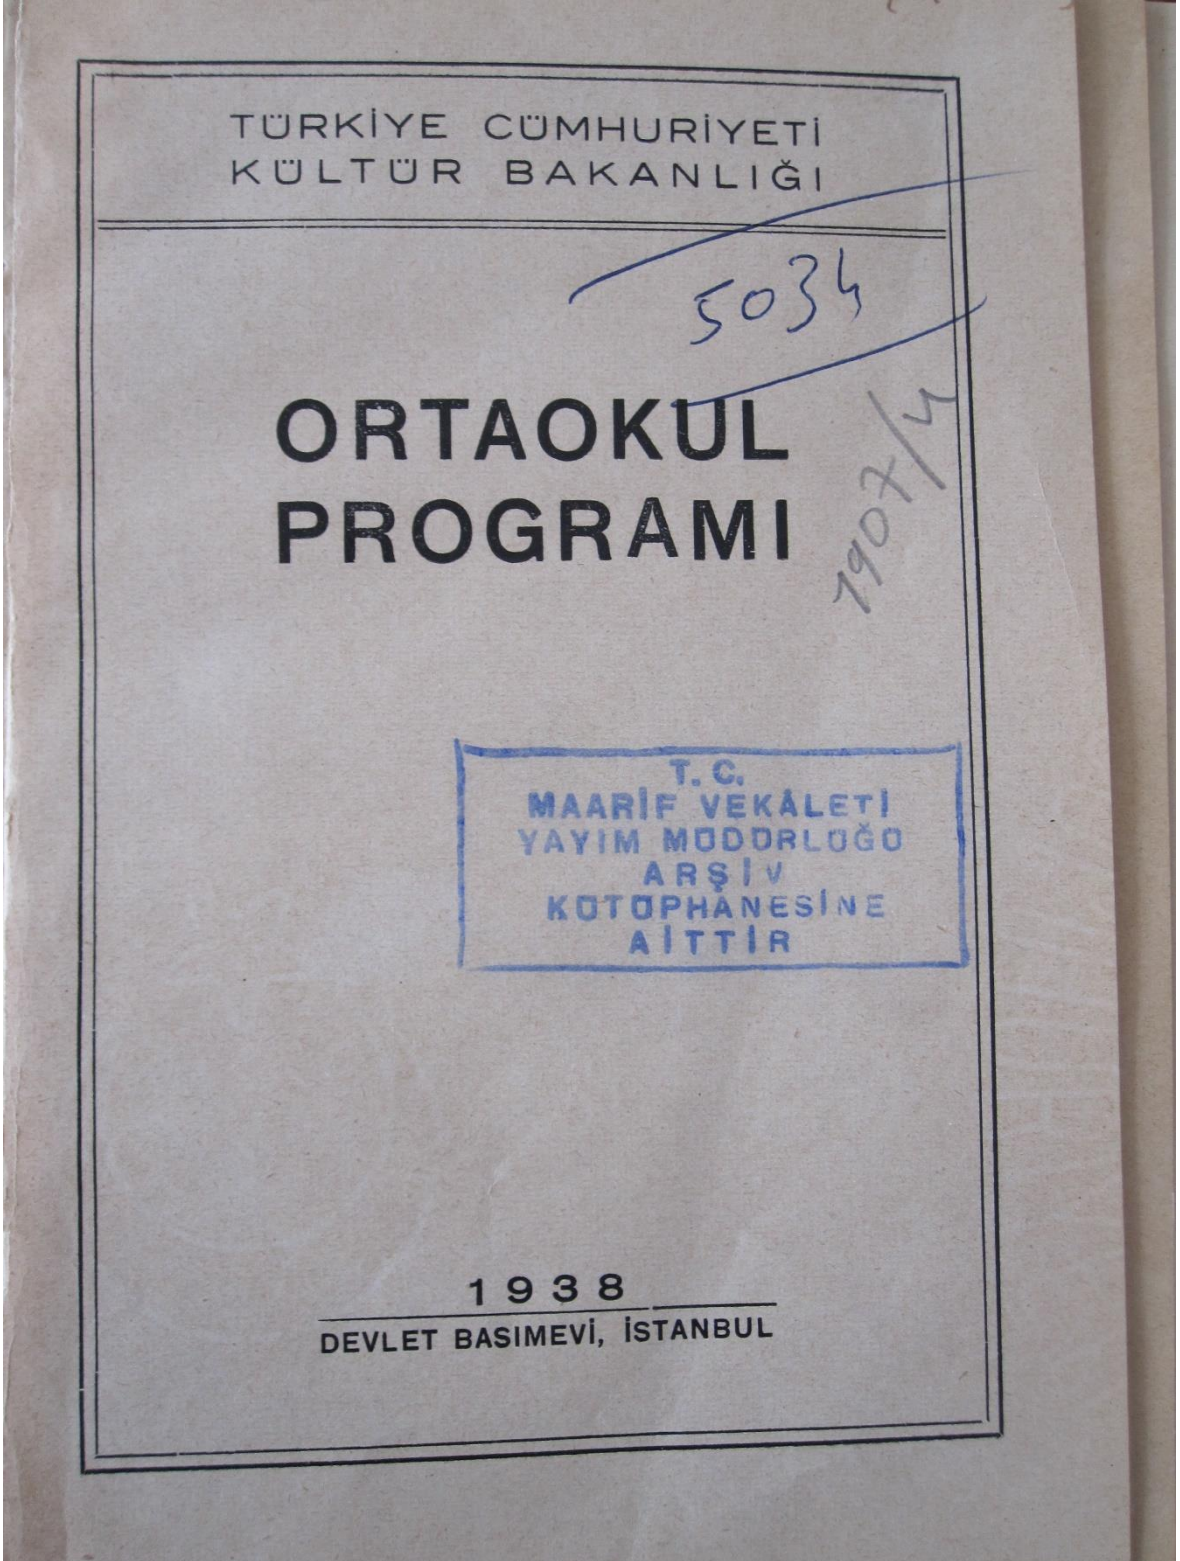 TÜRKİYE CÜMHURİYETİ
KÜLTÜR BAKANLIĞI
5034
ORTAOKUL
PROGRAMI
1907/4
T. C.
MAARİF VEKÂLETİ
YAYIM MÜDÜRLÜĞÜ
ARŞİV
KÜTÜPHANESİNE
AİTTİR
1938
DEVLET BASIMEVİ, İSTANBUL